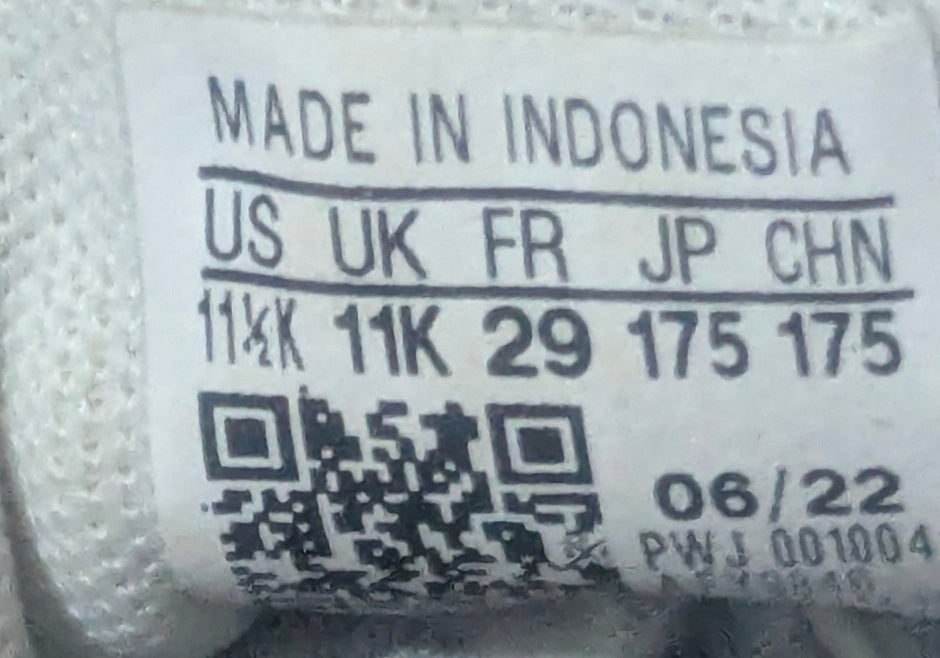 MADE IN INDONESIA
US UK FR JP CHN
11½K 11K 29 175 175
06/22
PWJ 001004